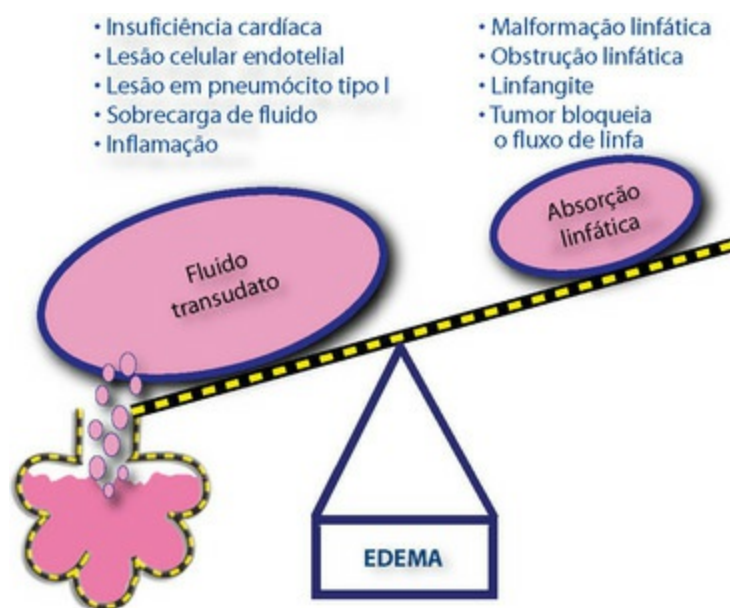 • Insuficiência cardíaca
• Lesão celular endotelial
• Lesão em pneumócito tipo I
• Sobrecarga de fluido
• Inflamação
• Malformação linfática
• Obstrução linfática
• Linfangite
• Tumor bloqueia
o fluxo de linfa
Fluido
transudato
Absorção
linfática
EDEMA